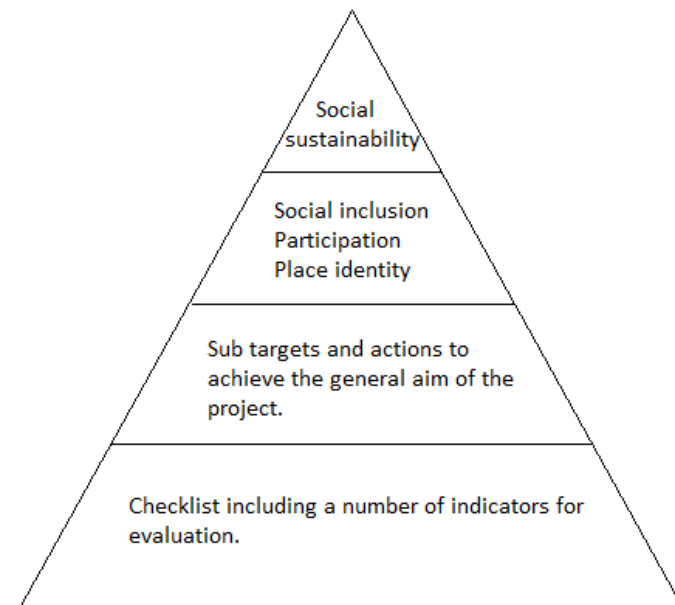 Social
sustainability
Social inclusion
Participation
Place identity
Sub targets and actions to
achieve the general aim of the
project.
Checklist including a number of indicators for
evaluation.